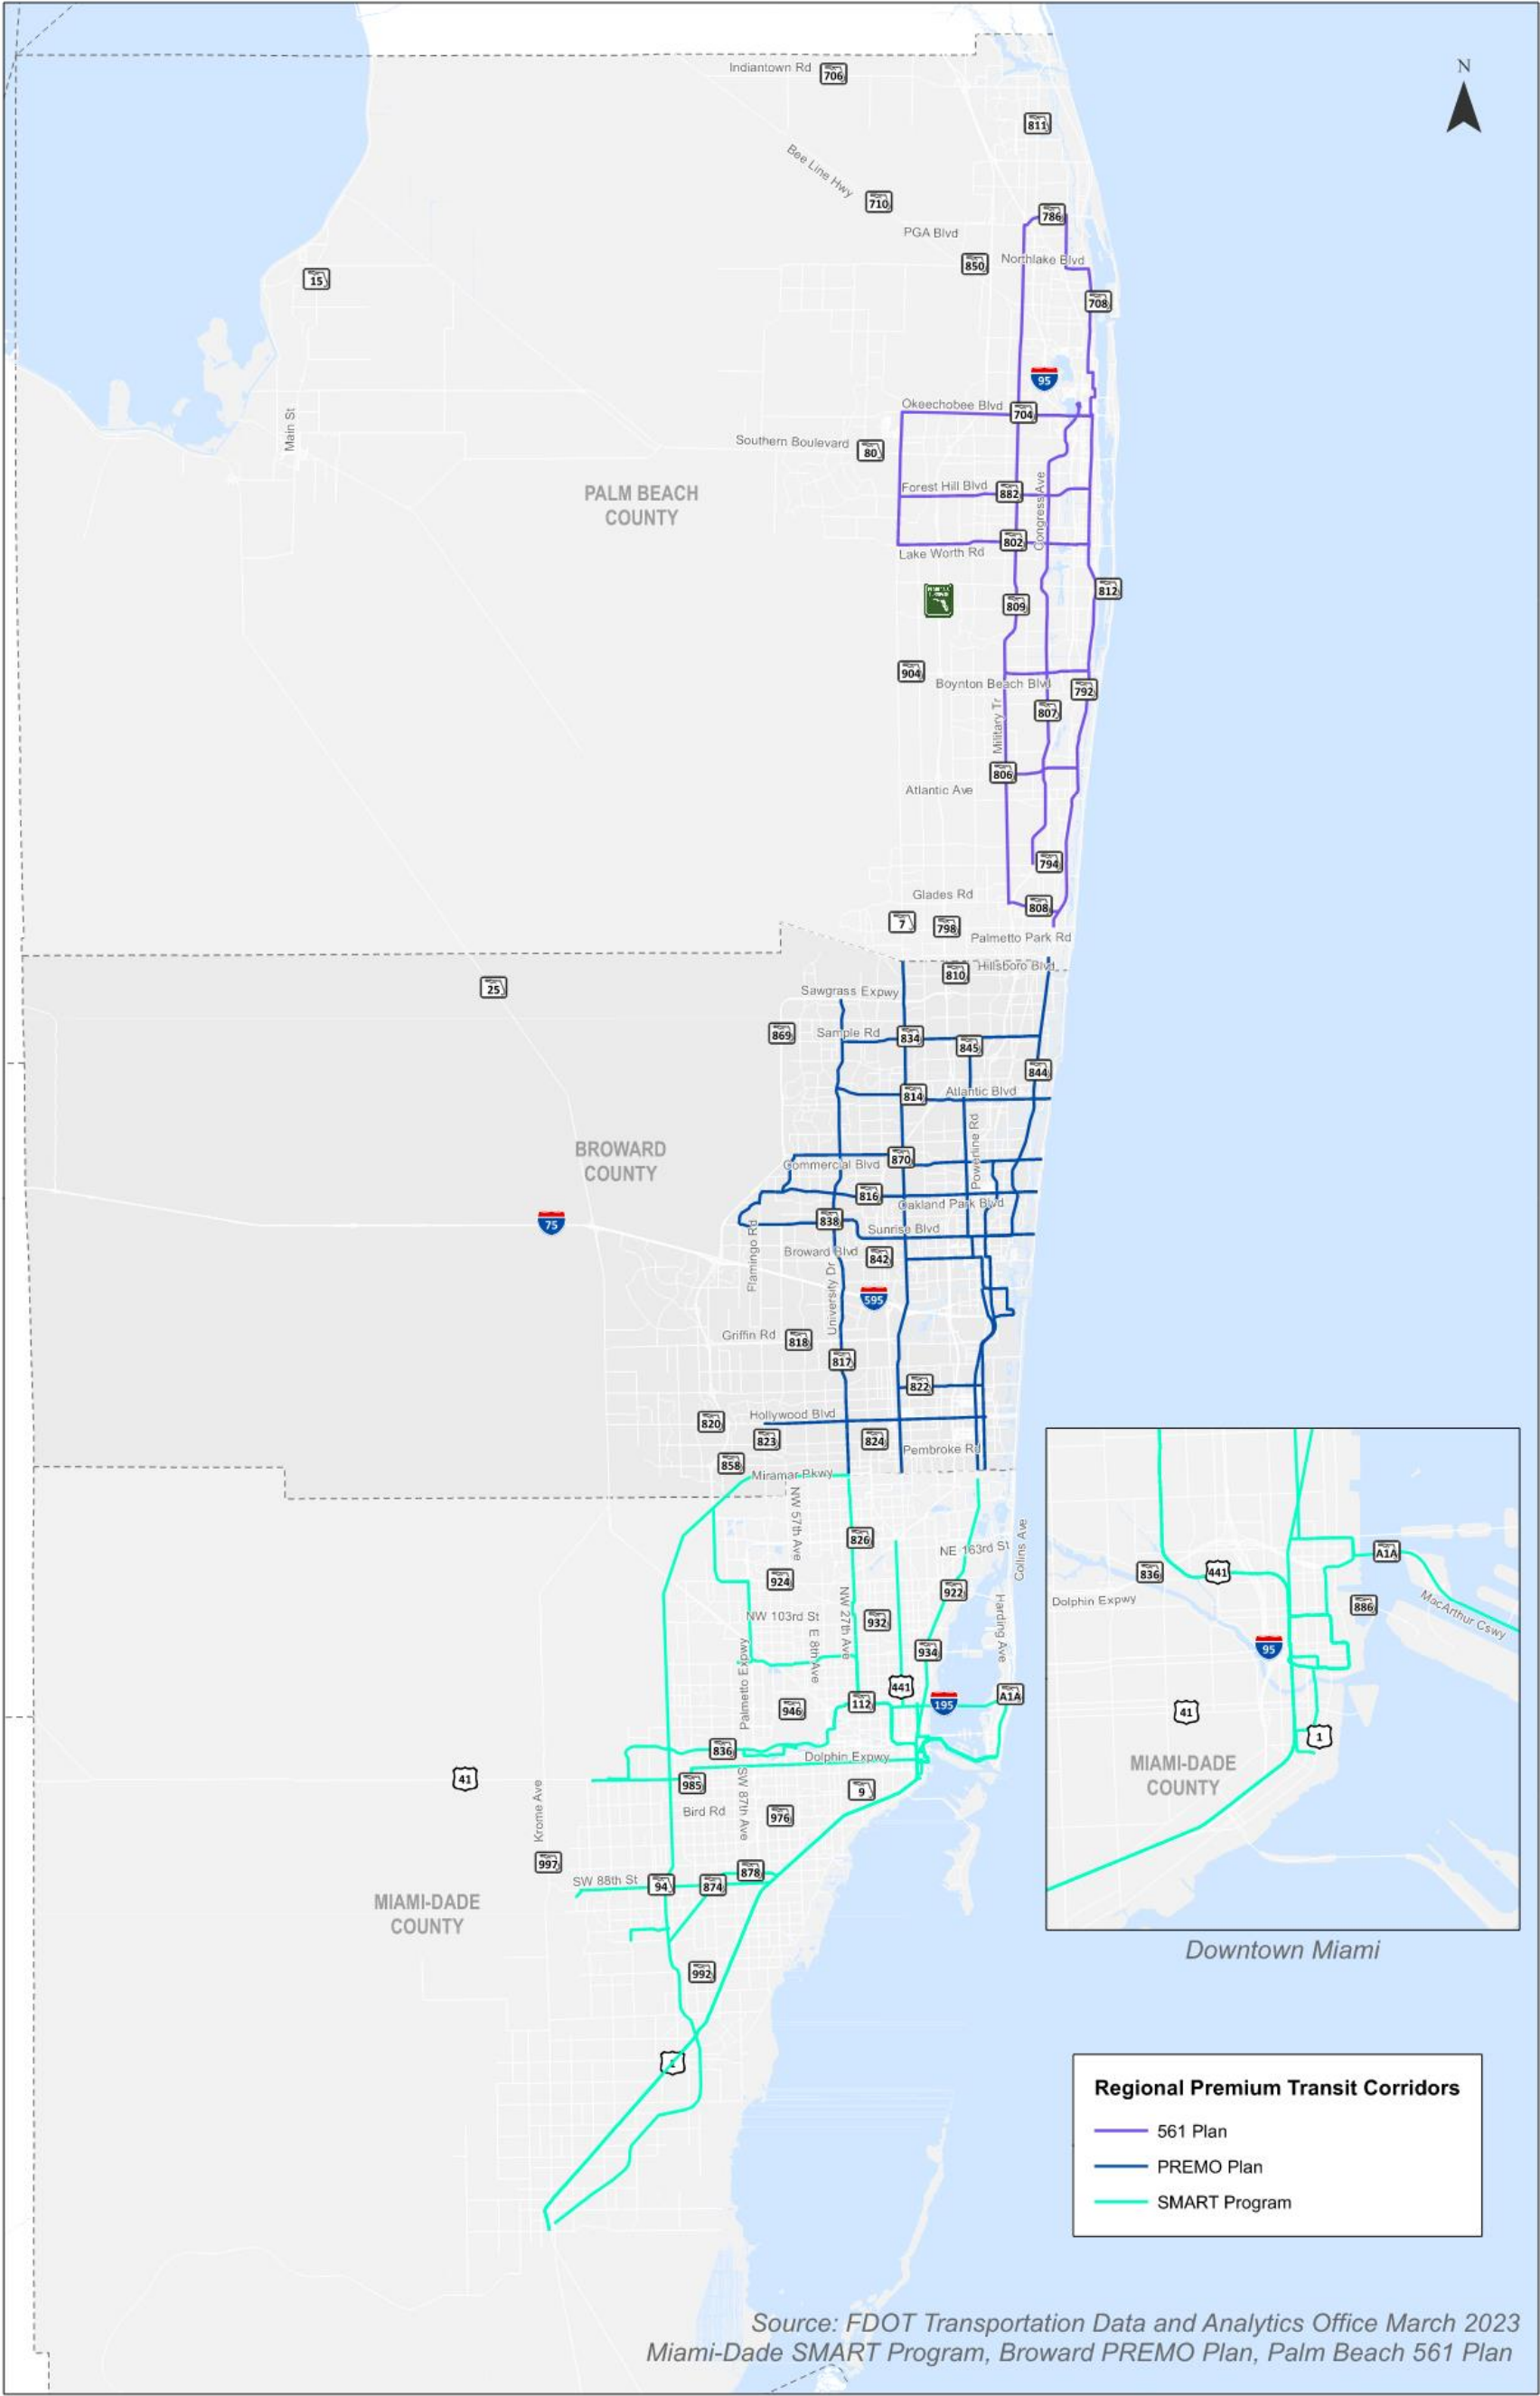 N
Indiantown Rd
706
811
Bee Line Hwy
710
786
PGA Blvd
850
Northlake Blvd
15
708
95
Main St
Okeechobee Blvd
704
Southern Boulevard
80
PALM BEACH
COUNTY
Forest Hill Blvd
882
Congress Ave
802
Lake Worth Rd
812
809
904
Boynton Beach Blvd
792
807
Military Tr
806
Atlantic Ave
794
Glades Rd
808
7
798
Palmetto Park Rd
Hillsboro Blvd
810
25
Sawgrass Expwy
869
Sample Rd
834
845
844
814
Atlantic Blvd
BROWARD
COUNTY
Powerline Rd
870
Commercial Blvd
816
Oakland Park Blvd
75
838
Sunrise Blvd
Flamingo Rd
Broward Blvd
842
University Dr
595
Griffin Rd
818
817
822
820
Hollywood Blvd
823
824
Pembroke Rd
858
Miramar Pkwy
NW 57th Ave
826
NE 163rd St
Collins Ave
924
922
NW 27th Ave
NW 103rd St
932
Harding Ave
E 8th Ave
934
Palmetto Expwy
441
A1A
195
112
946
836
Dolphin Expwy
41
985
9
SW 87th Ave
Krome Ave
Bird Rd
976
997
878
SW 88th St
94
874
MIAMI-DADE
COUNTY
992
A1A
836
441
Dolphin Expwy
886
MacArthur Cswy
95
41
1
MIAMI-DADE
COUNTY
Downtown Miami
Regional Premium Transit Corridors
561 Plan
PREMO Plan
SMART Program
Source: FDOT Transportation Data and Analytics Office March 2023
Miami-Dade SMART Program, Broward PREMO Plan, Palm Beach 561 Plan